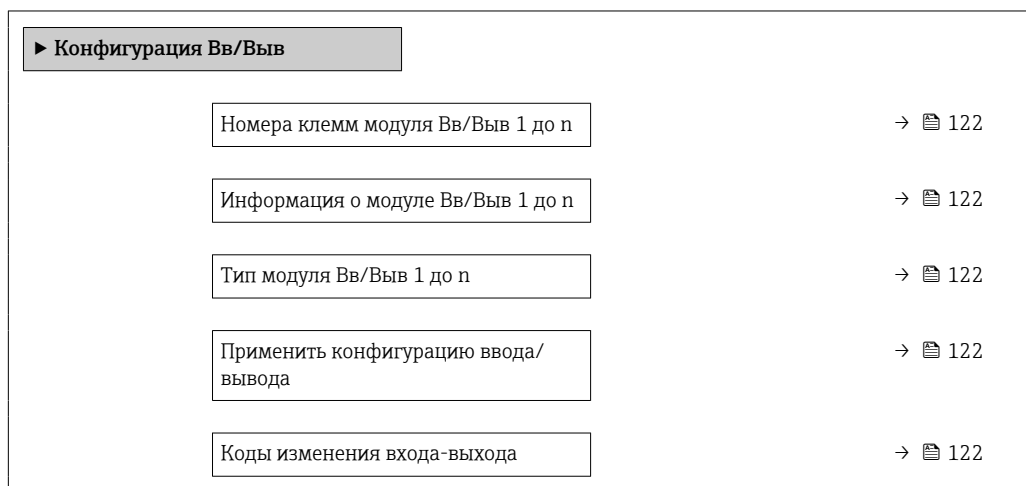 ► Конфигурация Вв/Выв
Номера клемм модуля Вв/Выв 1 до n → 122
Информация о модуле Вв/Выв 1 до n → 122
Тип модуля Вв/Выв 1 до n → 122
Применить конфигурацию ввода/ → 122
вывода
Коды изменения входа-выхода → 122